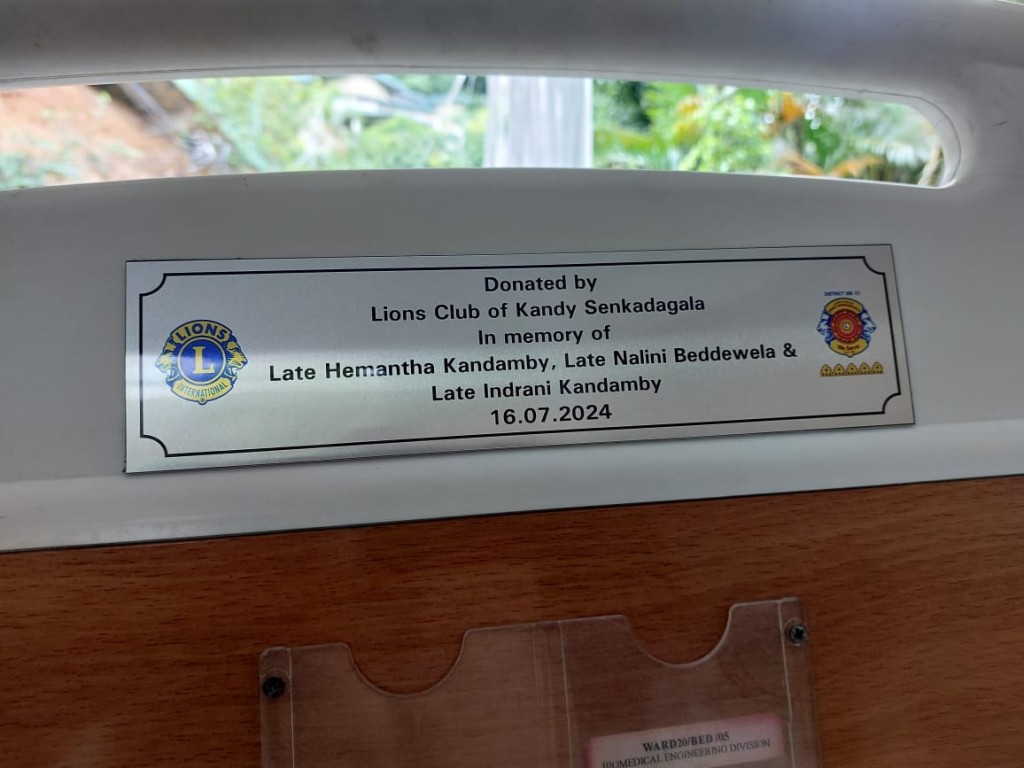 Donated by
Lions Club of Kandy Senkadagala
In memory of
Late Hemantha Kandamby, Late Nalini Beddewela &
Late Indrani Kandamby
16.07.2024
LIONS
L
INTERNATIONAL
WARD20/BED /05
BIOMEDICAL ENGINEERING DIVISION